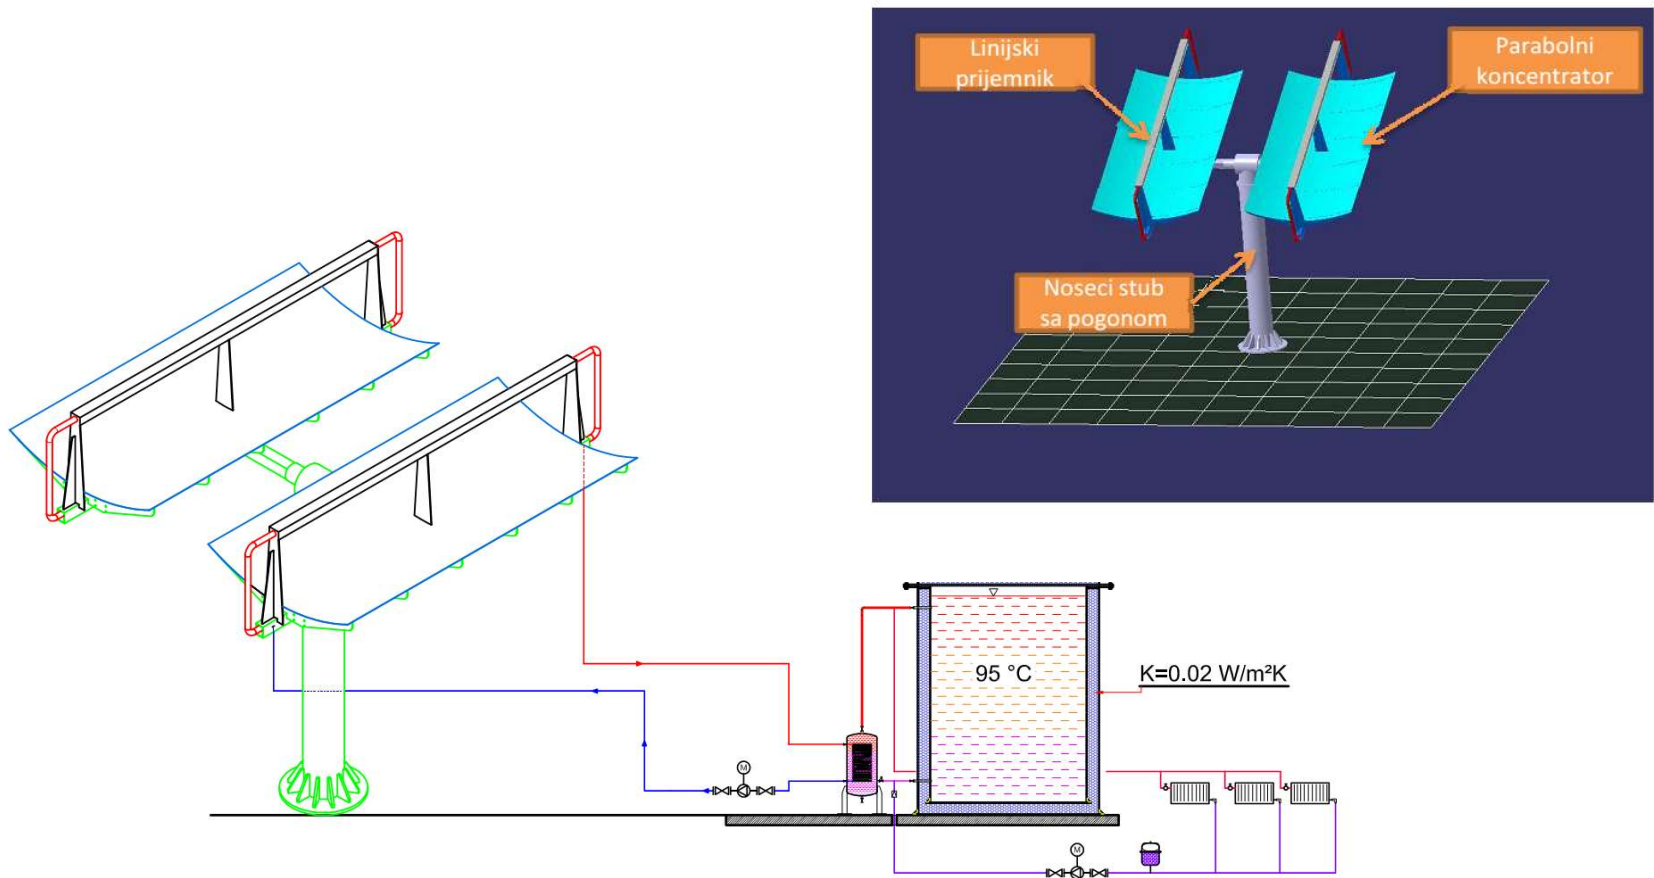 Linijski
prijemnik
Parabolni
koncentrator
Noseci stub
sa pogonom
95 °C
K=0.02 W/m²K
M
M